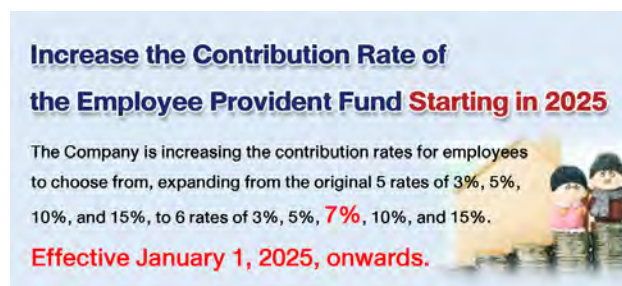 Increase the Contribution Rate of
the Employee Provident Fund Starting in 2025
The Company is increasing the contribution rates for employees
to choose from, expanding from the original 5 rates of 3%, 5%,
10%, and 15%, to 6 rates of 3%, 5%, 7%, 10%, and 15%.
Effective January 1, 2025, onwards.